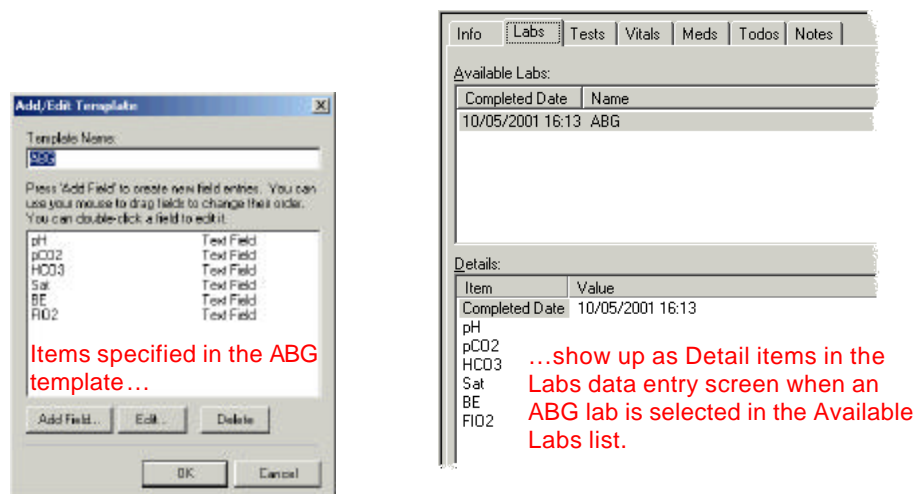 Add/Edit Template
Template Name:
ABG
Press 'Add Field' to create new field entries. You can
use your mouse to drag fields to change their order.
You can double-click a field to edit it.
pH Text Field
pCO2 Text Field
HCO3 Text Field
Sat Text Field
BE Text Field
FIO2 Text Field
Items specified in the ABG
template…
Add Field... Edit... Delete
OK Cancel
Info Labs Tests Vitals Meds Todos Notes
Available Labs:
Completed Date Name
10/05/2001 16:13 ABG
Details:
Item Value
Completed Date 10/05/2001 16:13
pH
pCO2
HCO3
Sat
BE
FIO2
…show up as Detail items in the
Labs data entry screen when an
ABG lab is selected in the Available
Labs list.